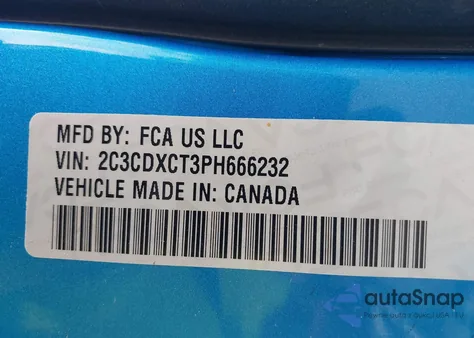 MFD BY: FCA US LLC
VIN: 2C3CDXCT3PH666232
VEHICLE MADE IN: CANADA
autaSnap